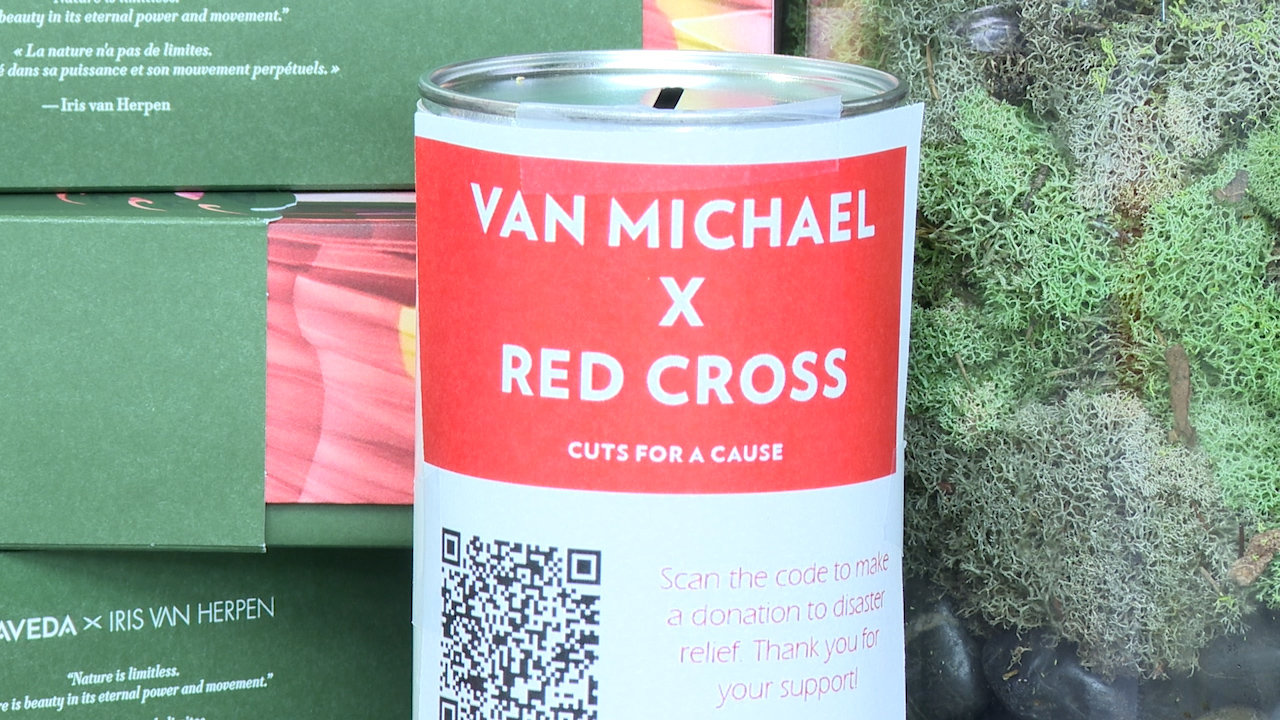 Nature is limitless.
beauty in its eternal power and movement.”
« La nature n’a pas de limites.
dans sa puissance et son mouvement perpétuels. »
— Iris van Herpen
VAN MICHAEL
X
RED CROSS
CUTS FOR A CAUSE
Scan the code to make
a donation to disaster
relief. Thank you for
your support!
AVEDA × IRIS VAN HERPEN
“Nature is limitless.
re is beauty in its eternal power and movement.”